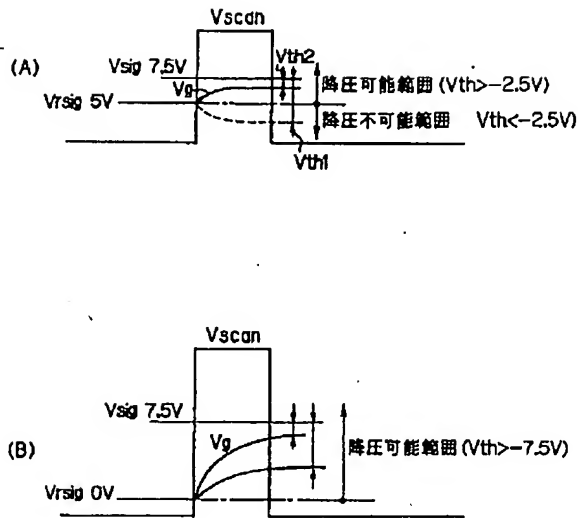 Vscan
(A)
Vsig 7.5V
Vth2
Vg
降圧可能範囲(Vth>-2.5V)
Vrsig 5V
降圧不可能範囲 Vth<-2.5V)
Vth1
Vscan
Vsig 7.5V
(B)
Vg
降圧可能範囲(Vth>-7.5V)
Vrsig 0V